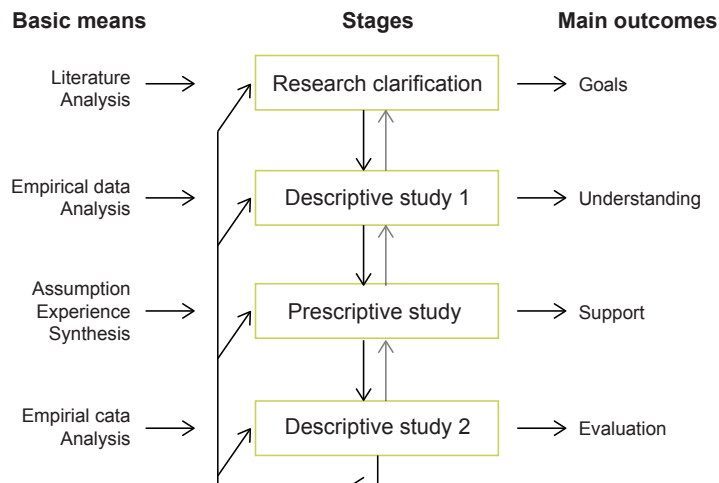 Basic means
Stages
Main outcomes
Literature
Analysis
Research clarification
Goals
Empirical data
Analysis
Descriptive study 1
Understanding
Assumption
Experience
Synthesis
Prescriptive study
Support
Empirial cata
Analysis
Descriptive study 2
Evaluation